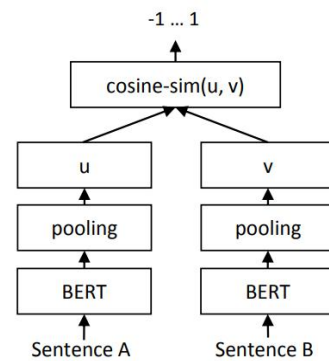 -1 … 1
cosine-sim(u, v)
u v
pooling pooling
BERT BERT
Sentence A Sentence B